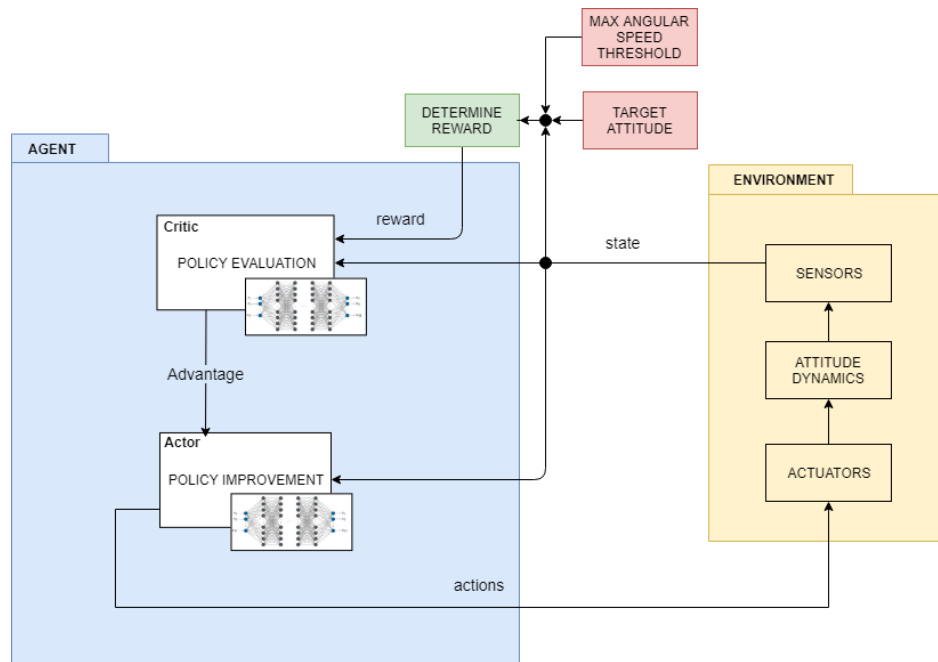 MAX ANGULAR
SPEED
THRESHOLD
DETERMINE
REWARD
TARGET
ATTITUDE
AGENT
ENVIRONMENT
Critic
reward
POLICY EVALUATION
state
SENSORS
Advantage
ATTITUDE
DYNAMICS
Actor
POLICY IMPROVEMENT
ACTUATORS
actions